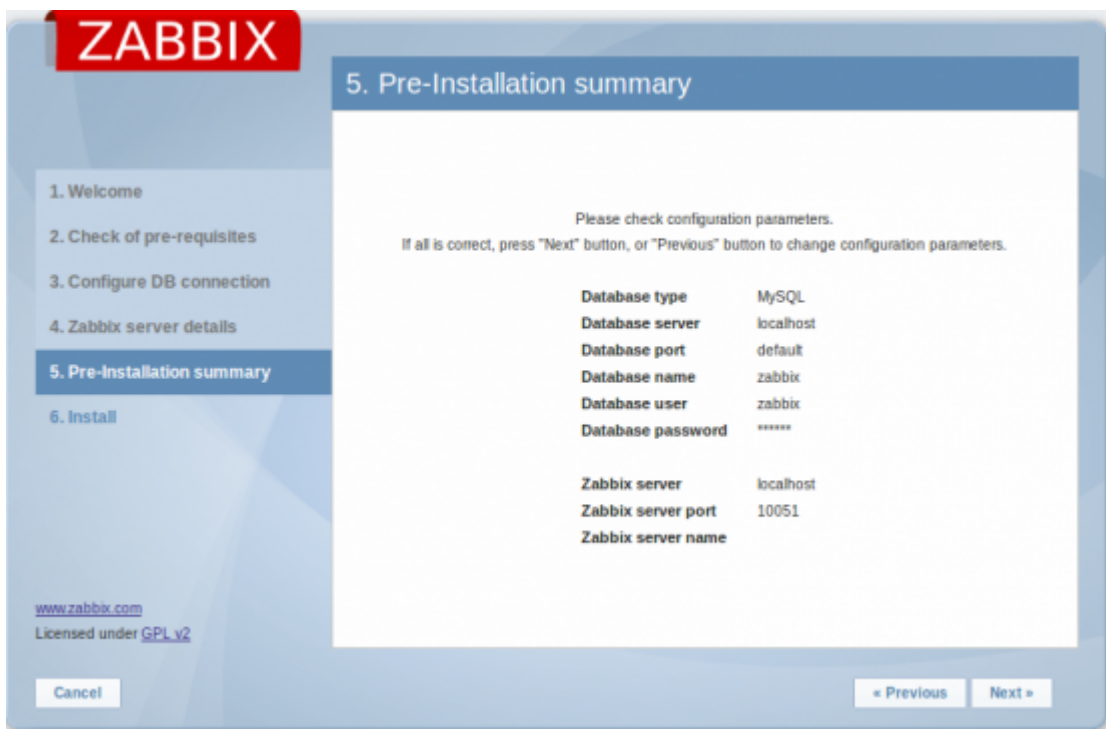 ZABBIX
5. Pre-Installation summary
1. Welcome
2. Check of pre-requisites
3. Configure DB connection
4. Zabbix server details
5. Pre-Installation summary
6. Install
Please check configuration parameters.
If all is correct, press "Next" button, or "Previous" button to change configuration parameters.
Database type MySQL
Database server localhost
Database port default
Database name zabbix
Database user zabbix
Database password ******
Zabbix server localhost
Zabbix server port 10051
Zabbix server name
www.zabbix.com
Licensed under GPL v2
Cancel
« Previous
Next »